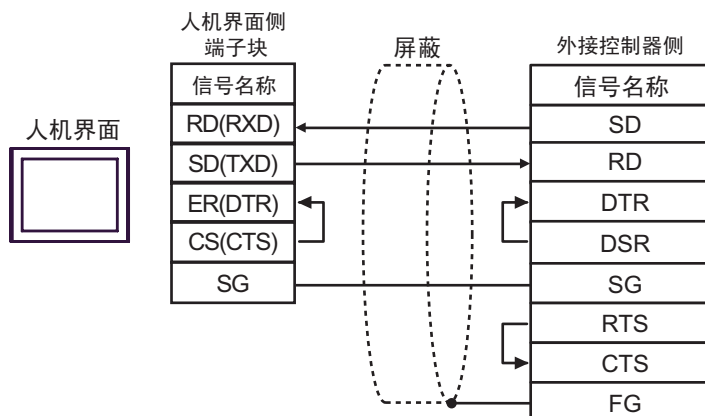 人机界面
人机界面侧
端子块
信号名称
RD(RXD)
SD(TXD)
ER(DTR)
CS(CTS)
SG
屏蔽
外接控制器侧
信号名称
SD
RD
DTR
DSR
SG
RTS
CTS
FG